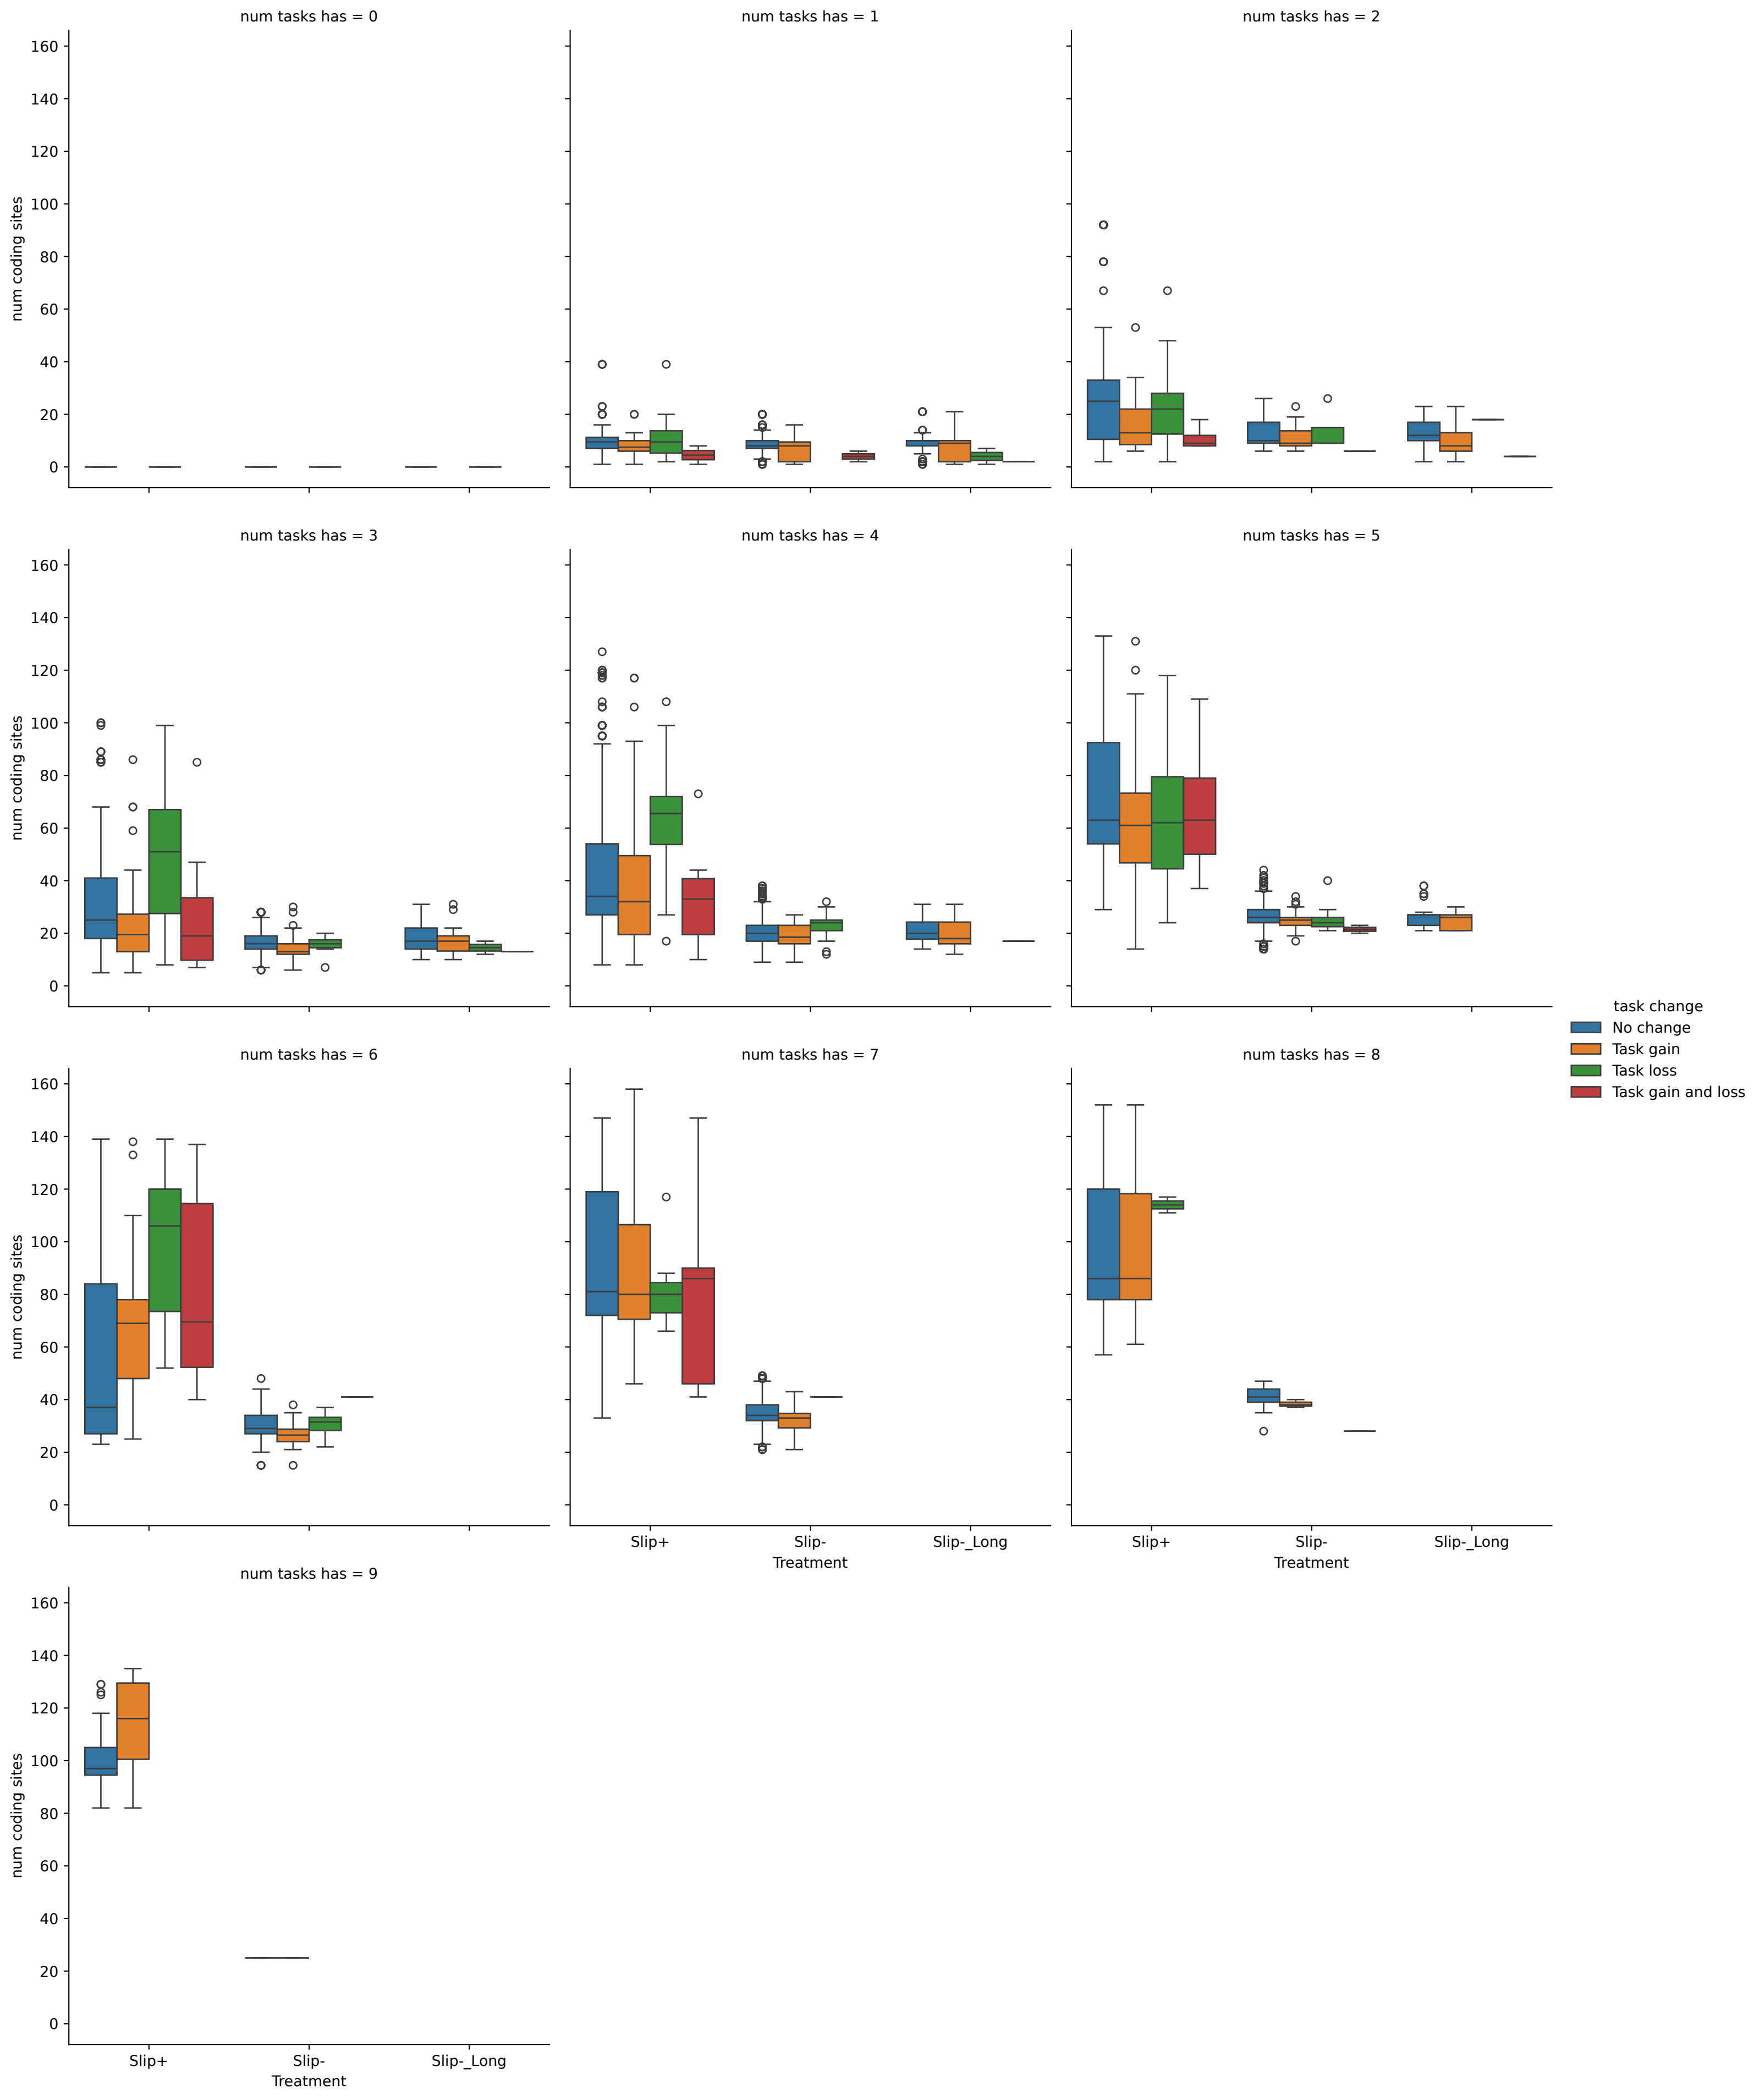 num tasks has = 0
num tasks has = 1
num tasks has = 2
160
140
120
100
80
60
40
20
0
num coding sites
num tasks has = 3
num tasks has = 4
num tasks has = 5
160
140
120
100
80
60
40
20
0
num coding sites
task change
No change
Task gain
Task loss
Task gain and loss
num tasks has = 6
num tasks has = 7
num tasks has = 8
160
140
120
100
80
60
40
20
0
num coding sites
Slip+ Slip- Slip-_Long
Treatment
Slip+ Slip- Slip-_Long
Treatment
num tasks has = 9
160
140
120
100
80
60
40
20
0
num coding sites
Slip+ Slip- Slip-_Long
Treatment